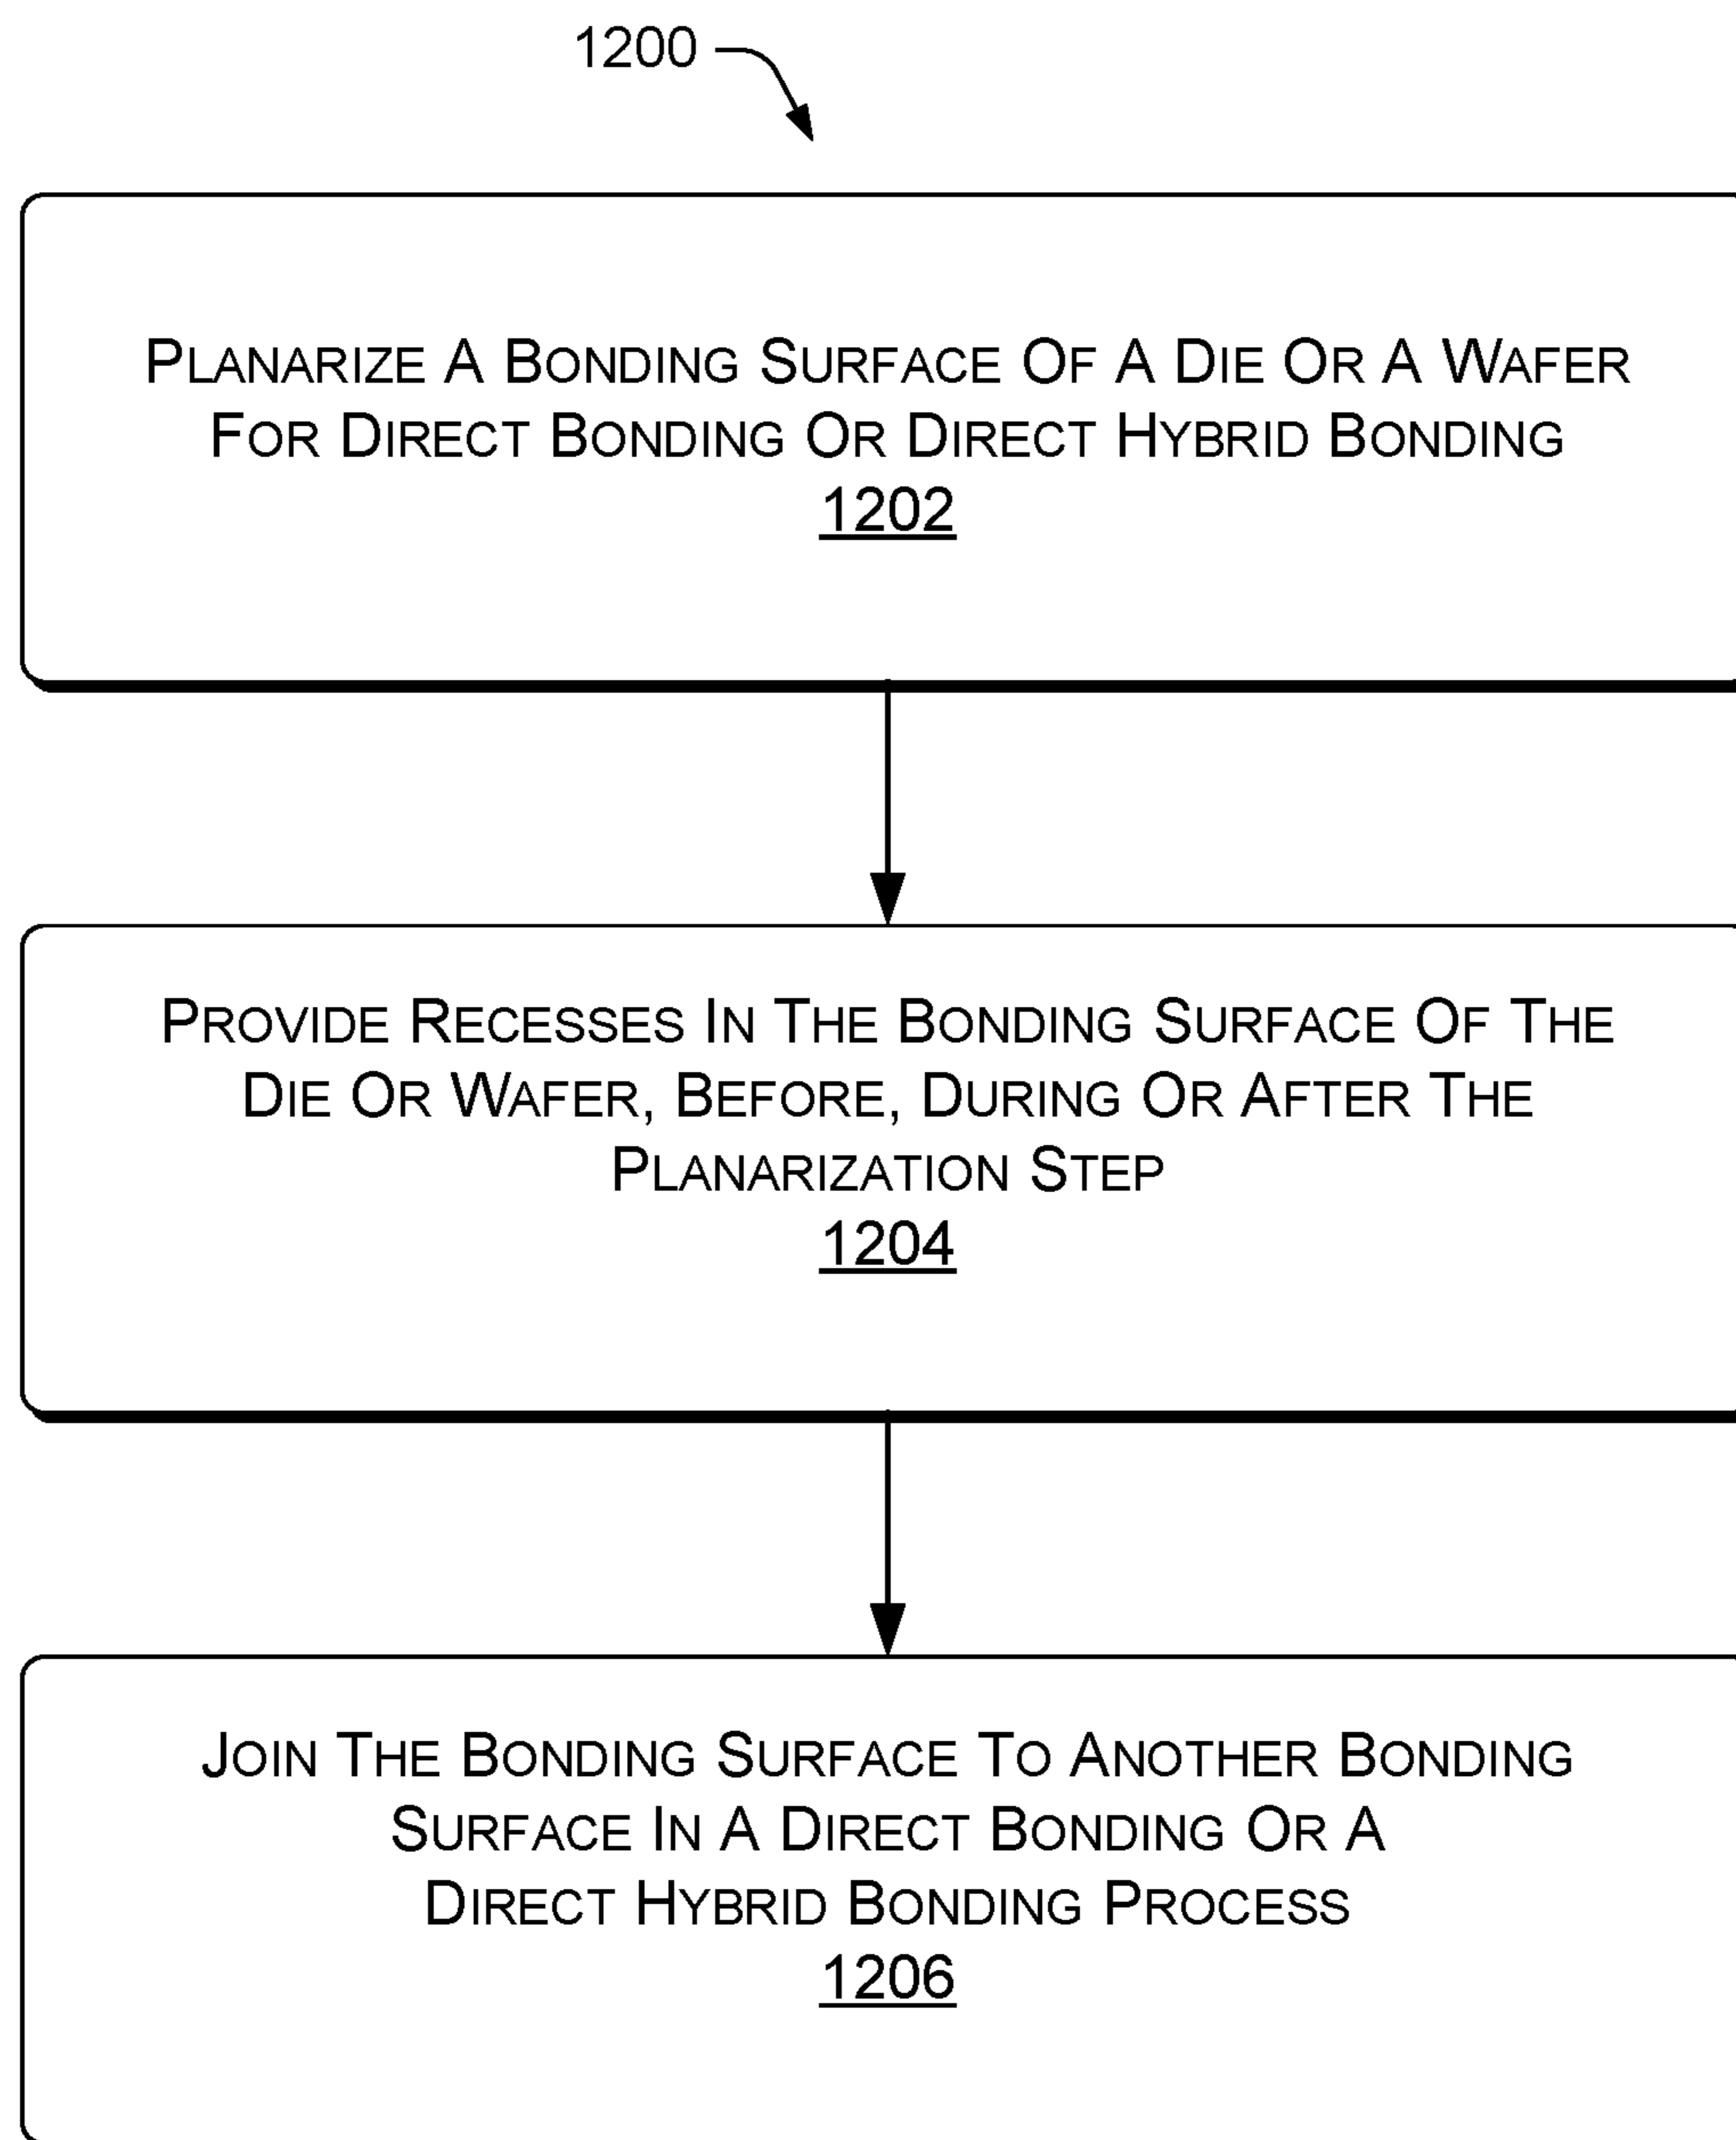 1200
PLANARIZE A BONDING SURFACE OF A DIE OR A WAFER
FOR DIRECT BONDING OR DIRECT HYBRID BONDING
1202
PROVIDE RECESSES IN THE BONDING SURFACE OF THE
DIE OR WAFER, BEFORE, DURING OR AFTER THE
PLANARIZATION STEP
1204
JOIN THE BONDING SURFACE TO ANOTHER BONDING
SURFACE IN A DIRECT BONDING OR A
DIRECT HYBRID BONDING PROCESS
1206